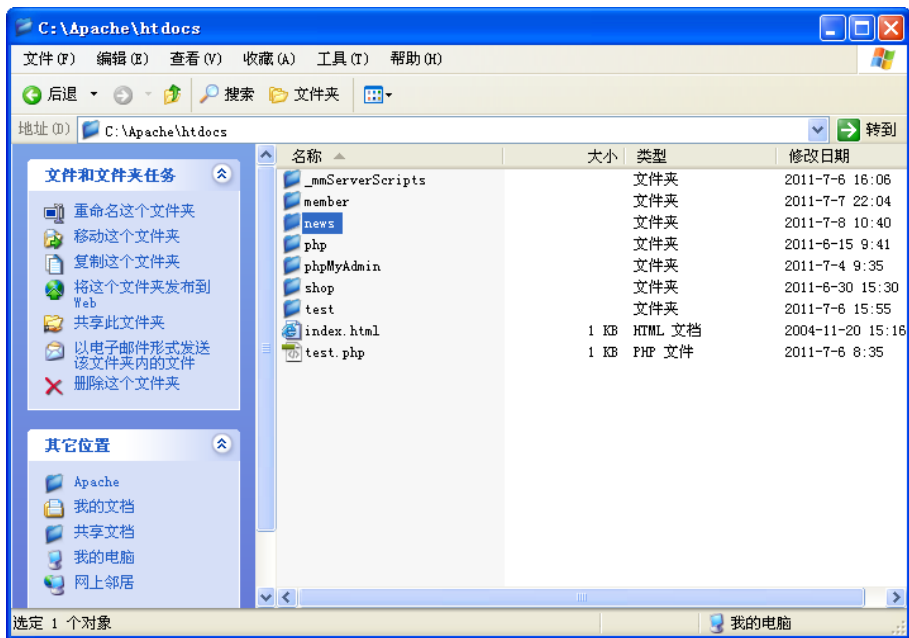 C:\Apache\htdocs
文件(F) 编辑(E) 查看(V) 收藏(A) 工具(T) 帮助(H)
后退 搜索 文件夹
地址(D) C:\Apache\htdocs 转到
文件和文件夹任务
重命名这个文件夹
移动这个文件夹
复制这个文件夹
将这个文件夹发布到
Web
共享此文件夹
以电子邮件形式发送
该文件夹内的文件
删除这个文件夹
其它位置
Apache
我的文档
共享文档
我的电脑
网上邻居
名称 大小 类型 修改日期
_mmServerScripts 文件夹 2011-7-6 16:06
member 文件夹 2011-7-7 22:04
news 文件夹 2011-7-8 10:40
php 文件夹 2011-6-15 9:41
phpMyAdmin 文件夹 2011-7-4 9:35
shop 文件夹 2011-6-30 15:30
test 文件夹 2011-7-6 15:55
index.html 1 KB HTML 文档 2004-11-20 15:16
test.php 1 KB PHP 文件 2011-7-6 8:35
选定 1 个对象 我的电脑